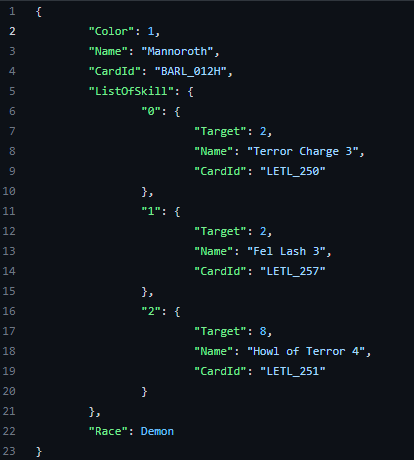 1 {
2 "Color": 1,
3 "Name": "Mannoroth",
4 "CardId": "BARL_012H",
5 "ListOfSkill": {
6 "0": {
7 "Target": 2,
8 "Name": "Terror Charge 3",
9 "CardId": "LETL_250"
10 },
11 "1": {
12 "Target": 2,
13 "Name": "Fel Lash 3",
14 "CardId": "LETL_257"
15 },
16 "2": {
17 "Target": 8,
18 "Name": "Howl of Terror 4",
19 "CardId": "LETL_251"
20 }
21 },
22 "Race": Demon
23 }